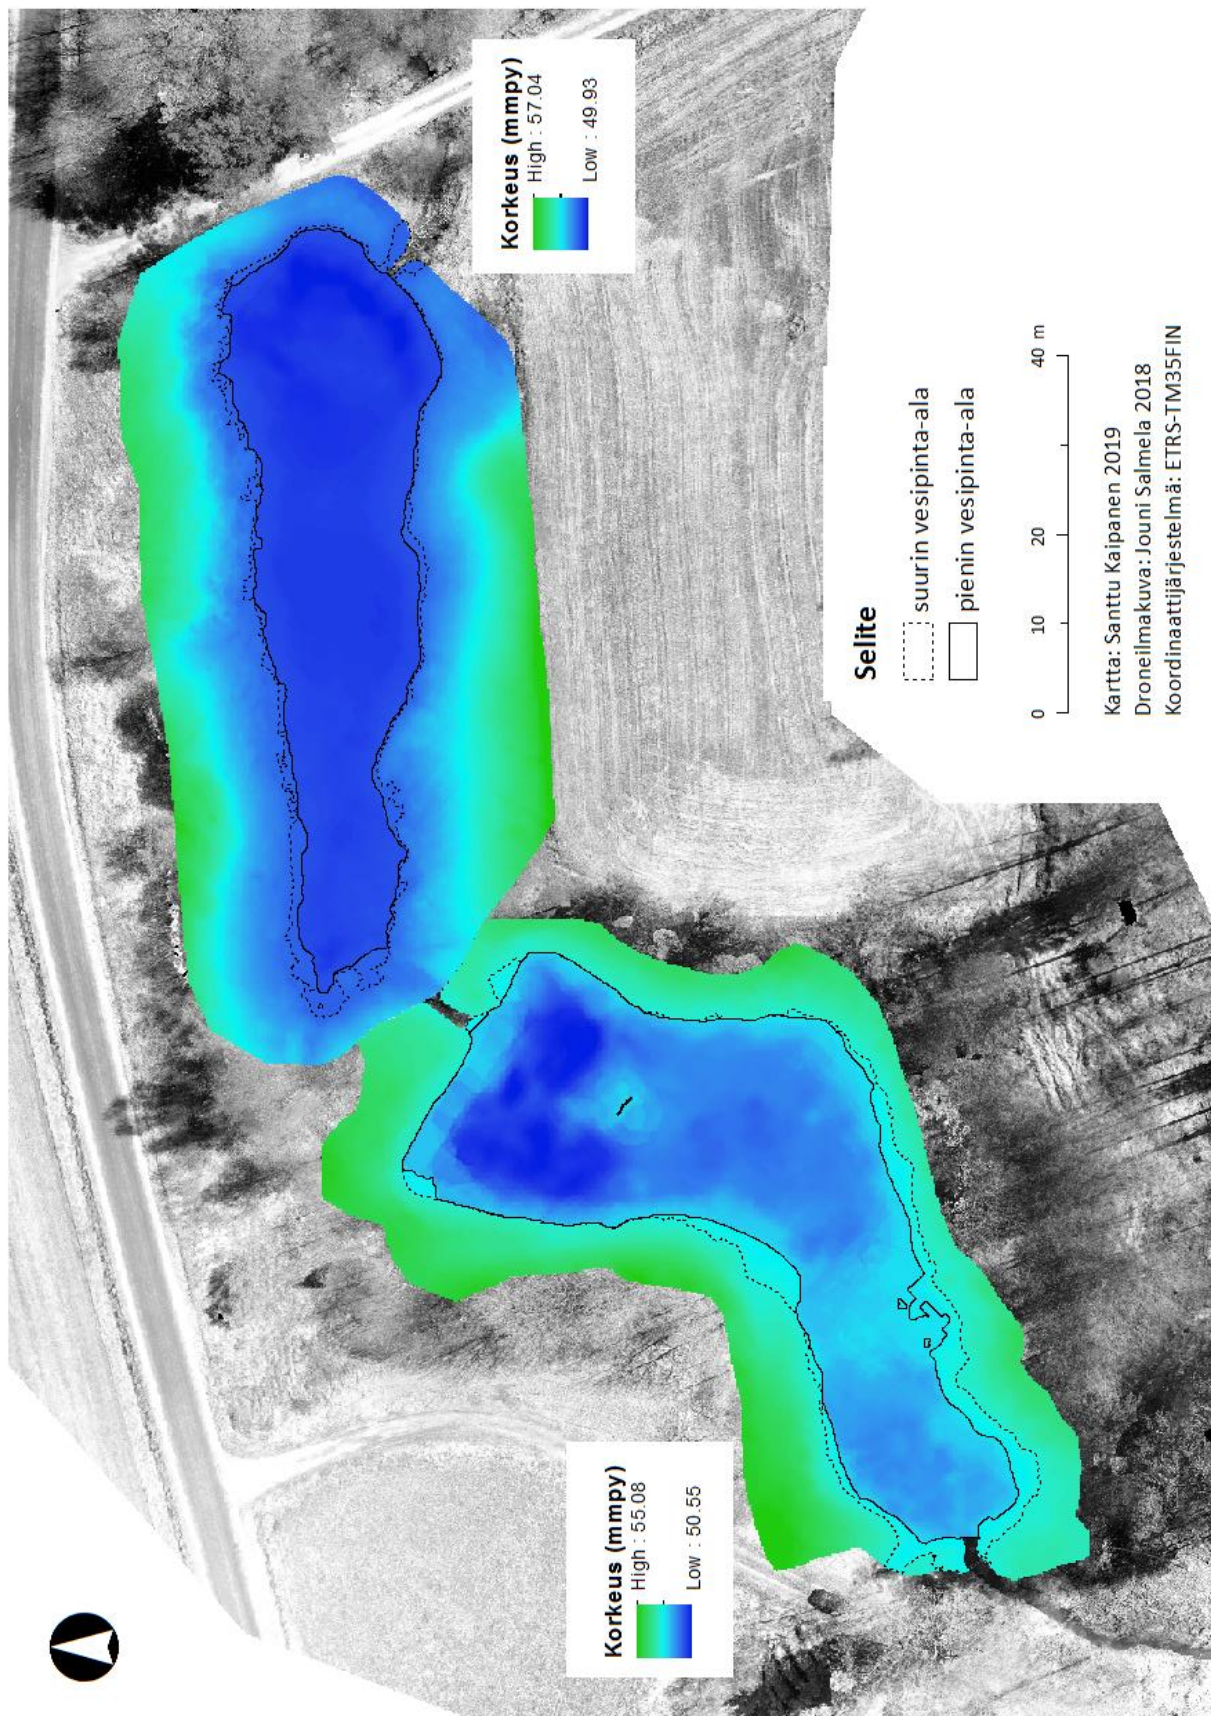 Korkeus (mmpy)
High : 55.08
Low : 50.55
Korkeus (mmpy)
High : 57.04
Low : 49.93
Selite
suurin vesipinta-ala
pienin vesipinta-ala
0 10 20 40 m
Kartta: Santtu Kaipanen 2019
Droneilmakuva: Jouni Salmela 2018
Koordinaattijärjestelmä: ETRS-TM35FIN